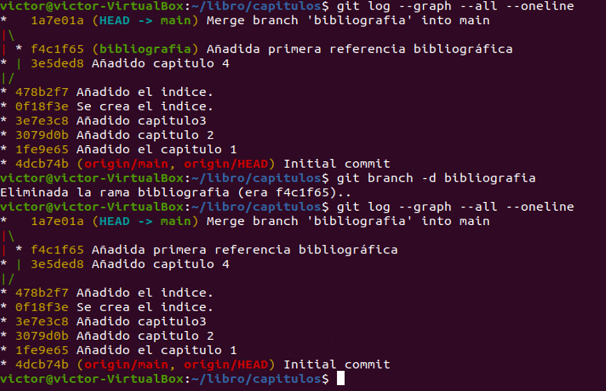 victor@victor-VirtualBox:~/libro/capitulos$ git log --graph --all --oneline
*   1a7e01a (HEAD -> main) Merge branch 'bibliografia' into main
|\
| * f4c1f65 (bibliografia) Añadida primera referencia bibliográfica
* | 3e5ded8 Añadido capitulo 4
|/
* 478b2f7 Añadido el indice.
* 0f18f3e Se crea el indice.
* 3e7e3c8 Añadido capitulo3
* 3079d0b Añadido capitulo 2
* 1fe9e65 Añadido el capitulo 1
* 4dcb74b (origin/main, origin/HEAD) Initial commit
victor@victor-VirtualBox:~/libro/capitulos$ git branch -d bibliografia
Eliminada la rama bibliografia (era f4c1f65)..
victor@victor-VirtualBox:~/libro/capitulos$ git log --graph --all --oneline
*   1a7e01a (HEAD -> main) Merge branch 'bibliografia' into main
|\
| * f4c1f65 Añadida primera referencia bibliográfica
* | 3e5ded8 Añadido capitulo 4
|/
* 478b2f7 Añadido el indice.
* 0f18f3e Se crea el indice.
* 3e7e3c8 Añadido capitulo3
* 3079d0b Añadido capitulo 2
* 1fe9e65 Añadido el capitulo 1
* 4dcb74b (origin/main, origin/HEAD) Initial commit
victor@victor-VirtualBox:~/libro/capitulos$